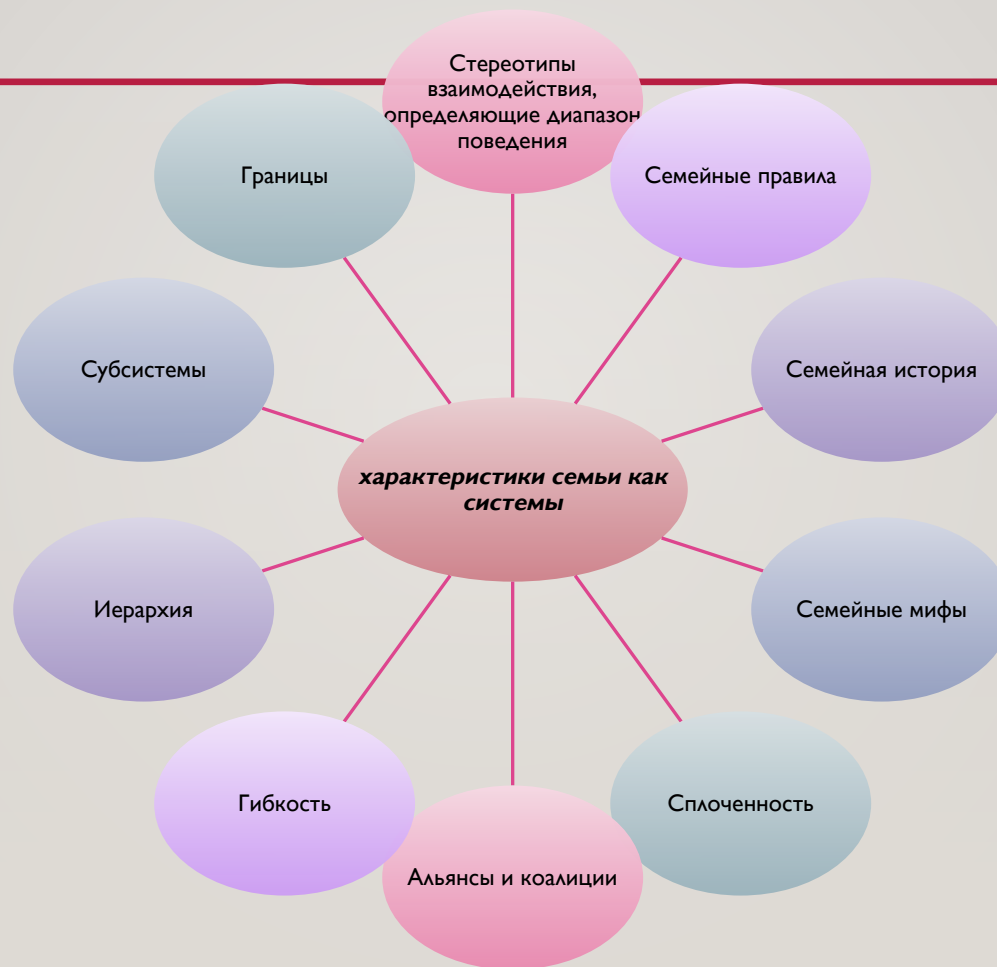 Стереотипы
взаимодействия,
определяющие диапазон
поведения
Границы
Семейные правила
Субсистемы
Семейная история
характеристики семьи как
системы
Иерархия
Семейные мифы
Гибкость
Сплоченность
Альянсы и коалиции